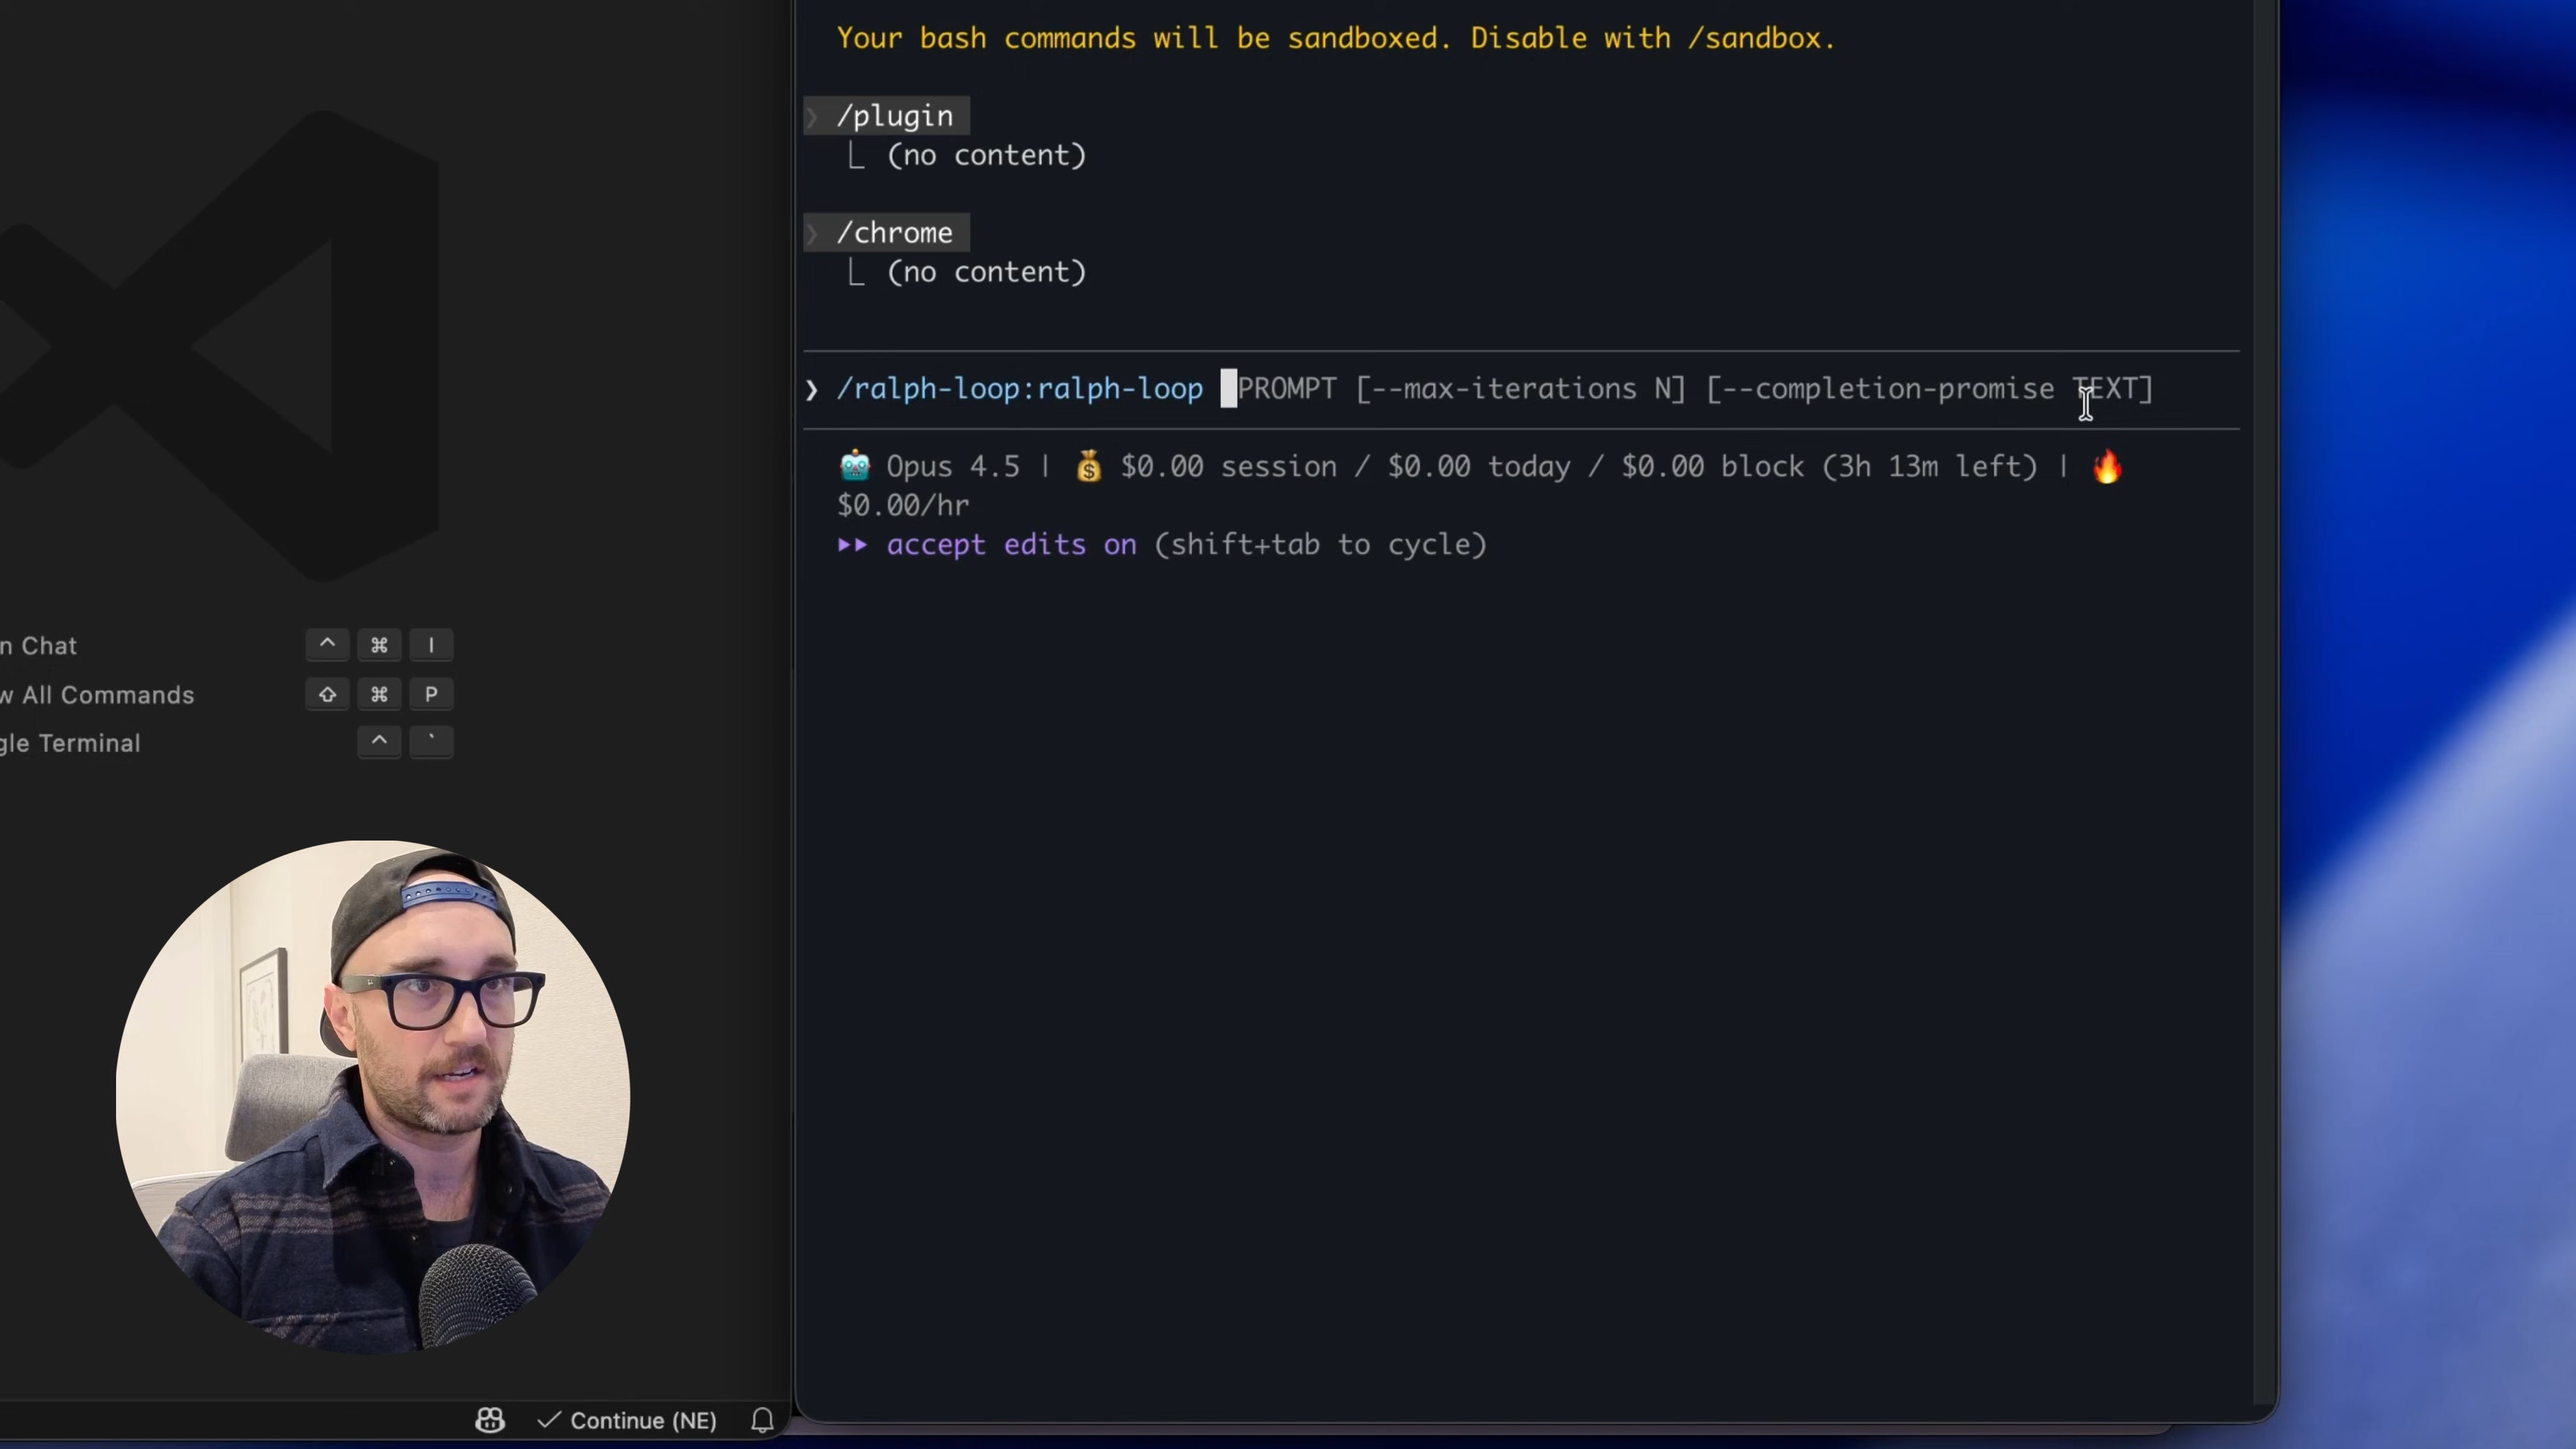 Your bash commands will be sandboxed. Disable with /sandbox.
❯ /plugin
⎿ (no content)
❯ /chrome
⎿ (no content)
❯ /ralph-loop:ralph-loop PROMPT [--max-iterations N] [--completion-promise TEXT]
🤖 Opus 4.5 | 💰 $0.00 session / $0.00 today / $0.00 block (3h 13m left) | 🔥
$0.00/hr
⏵⏵ accept edits on (shift+tab to cycle)
n Chat ^ ⌘ I
w All Commands ⇧ ⌘ P
gle Terminal ^ `
✓ Continue (NE)